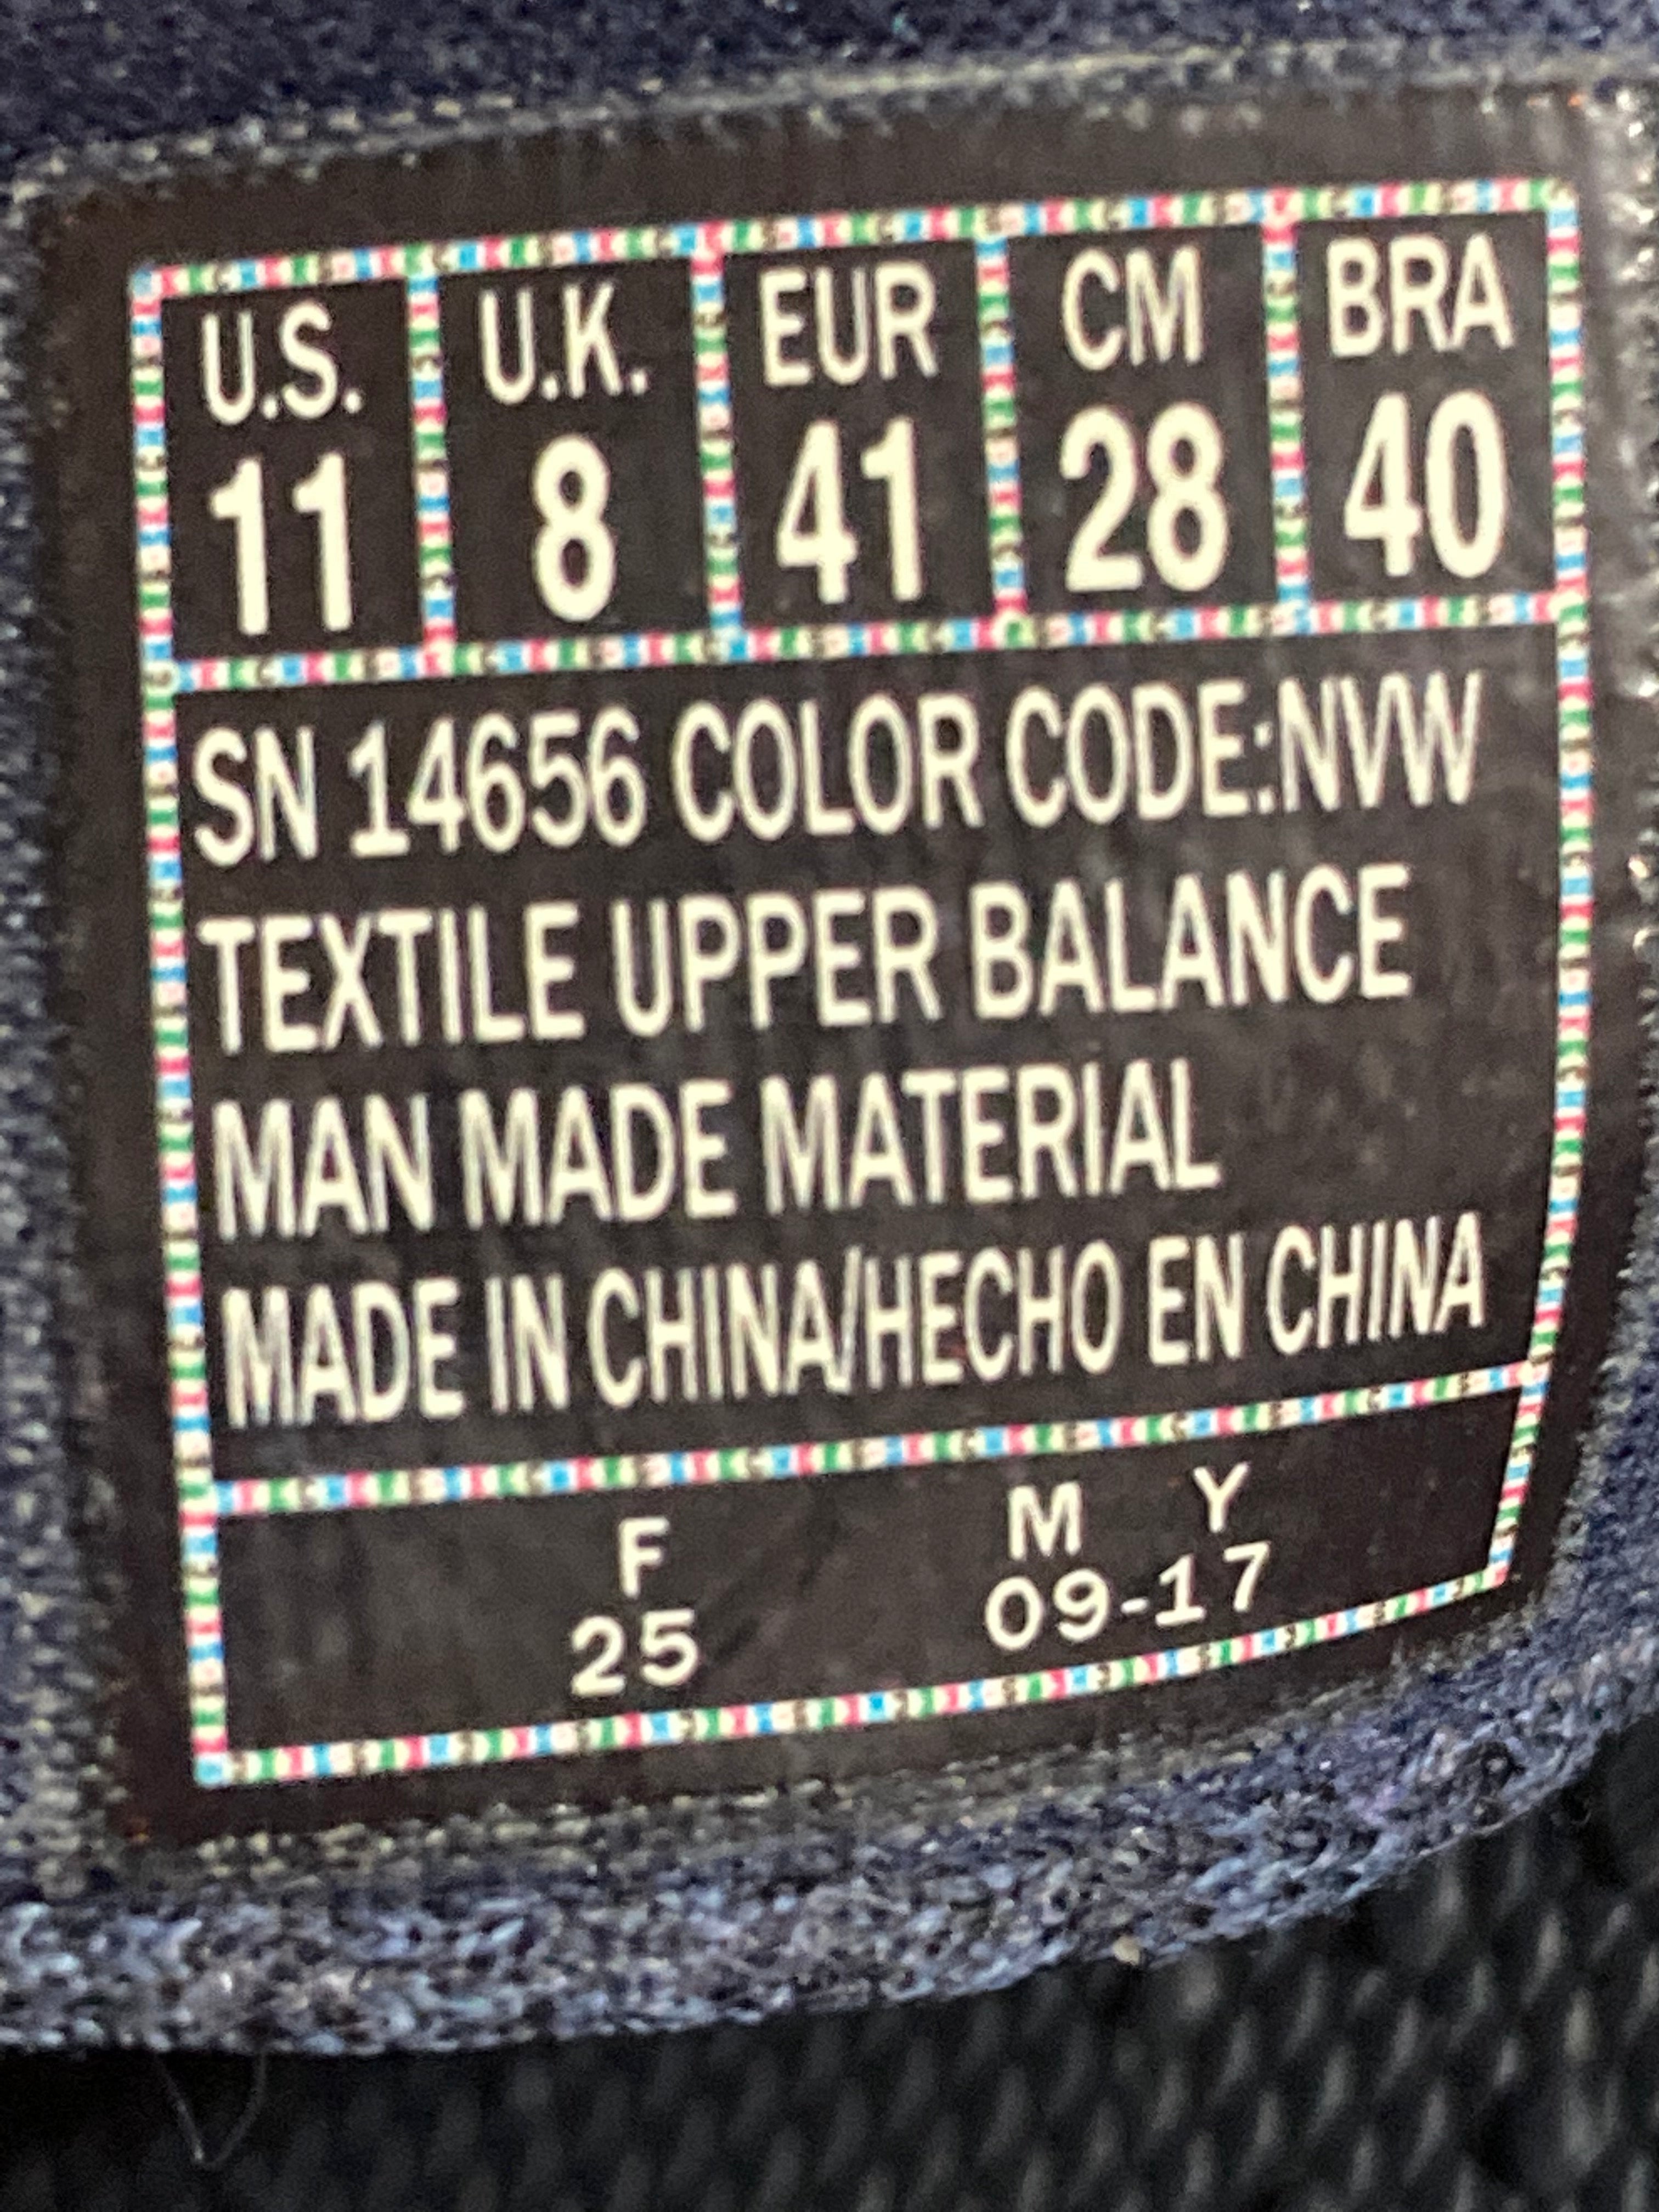 U.S. U.K. EUR CM BRA
11 8 41 28 40
SN 14656 COLOR CODE:NVW
TEXTILE UPPER BALANCE
MAN MADE MATERIAL
MADE IN CHINA/HECHO EN CHINA
F M Y
25 09-17